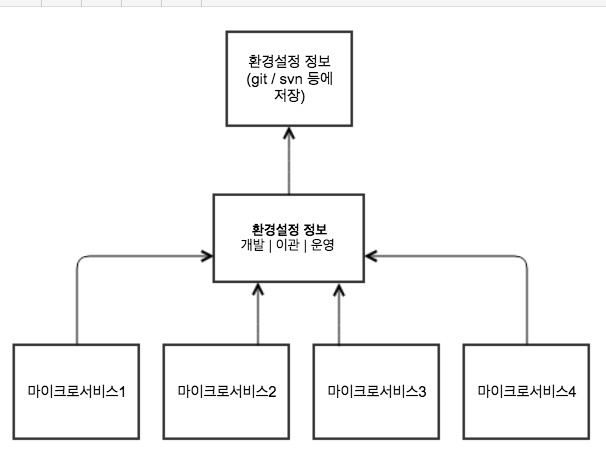 환경설정 정보
(git / svn 등에
저장)
환경설정 정보
개발 | 이관 | 운영
마이크로서비스1
마이크로서비스2
마이크로서비스3
마이크로서비스4